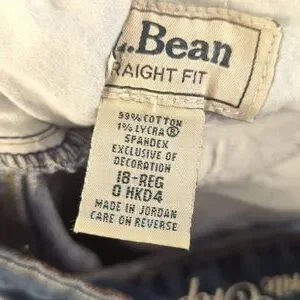 L.Bean
RAIGHT FIT
99% COTTON
1% LYCRA®
SPANDEX
EXCLUSIVE OF
DECORATION
18-REG
0 HKD4
MADE IN JORDAN
CARE ON REVERSE